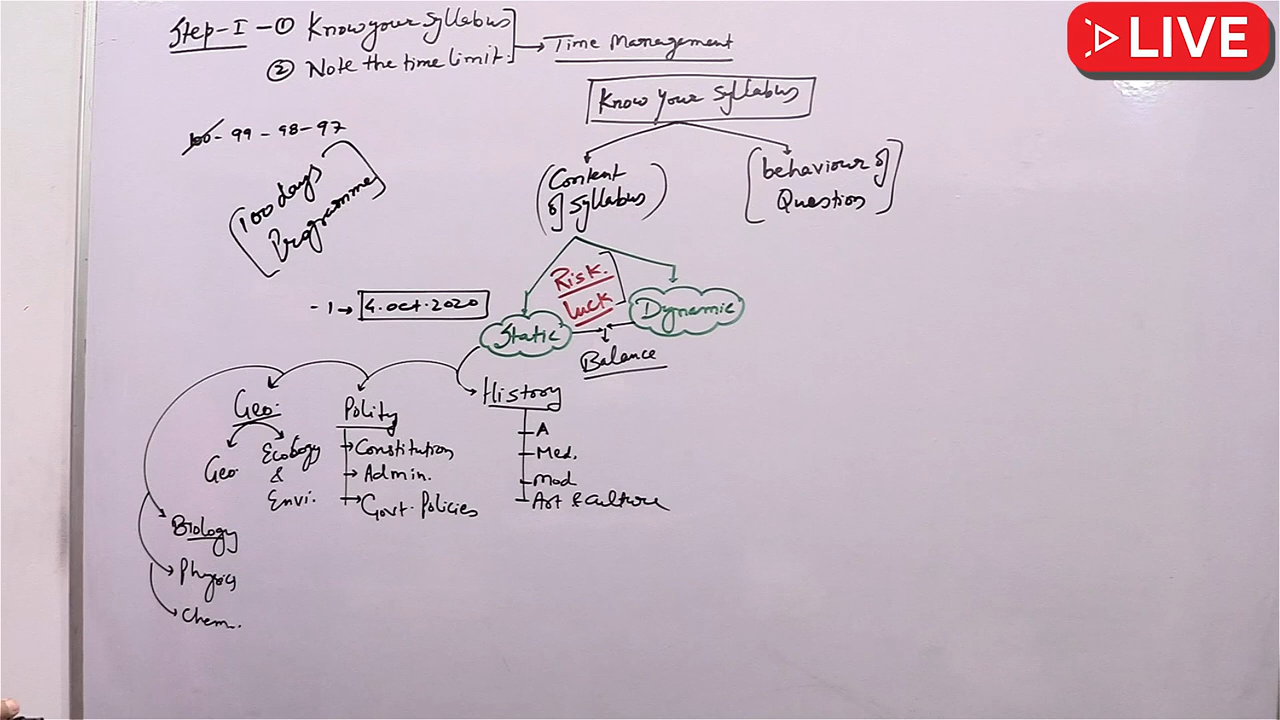 LIVE
Step-I - ① Know your Syllabus
② Note the time limit.
→ Time Management
Know your Syllabus
100 - 99 - 98 - 97
100 days
Programme
Content
of Syllabus
behaviour of
Question
Risk.
Luck
- 1 → 4.oct.2020
Static
Dynamic
Balance
Geo.
Polity
History
Geo
Ecology
&
Envi.
Constitution
Admin.
Govt. Policies
A
Med.
Mod
Art & Culture
Biology
Physics
Chem.